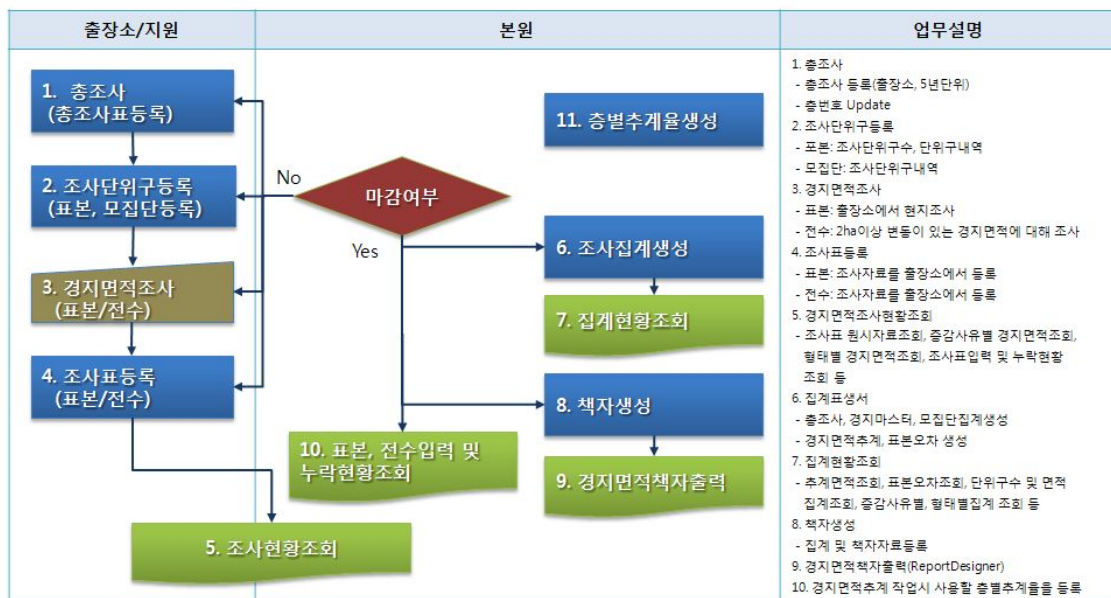 출장소/지원
본원
업무설명
1. 총조사
(총조사표등록)
2. 조사단위구등록
(표본, 모집단등록)
3. 경지면적조사
(표본/전수)
4. 조사표등록
(표본/전수)
5. 조사현황조회
No
마감여부
Yes
11. 층별추계율생성
6. 조사집계생성
7. 집계현황조회
8. 책자생성
9. 경지면적책자출력
10. 표본, 전수입력 및
누락현황조회
1. 총조사
- 총조사 등록(출장소, 5년단위)
- 층번호 Update
2. 조사단위구등록
- 포본: 조사단위구수, 단위구내역
- 모집단: 조사단위구내역
3. 경지면적조사
- 표본: 출장소에서 현지조사
- 전수: 2ha이상 변동이 있는 경지면적에 대해 조사
4. 조사표등록
- 표본: 조사자료를 출장소에서 등록
- 전수: 조사자료를 출장소에서 등록
5. 경지면적조사현황조회
- 조사표 원시자료조회, 증감사유별 경지면적조회,
형태별 경지면적조회, 조사표입력 및 누락현황
조회 등
6. 집계표생서
- 총조사, 경지마스터, 모집단집계생성
- 경지면적추계, 표본오차 생성
7. 집계현황조회
- 추계면적조회, 표본오차조회, 단위구수 및 면적
집계조회, 증감사유별, 형태별집계 조회 등
8. 책자생성
- 집계 및 책자자료등록
9. 경지면적책자출력(ReportDesigner)
10. 경지면적추계 작업시 사용할 층별추계율을 등록